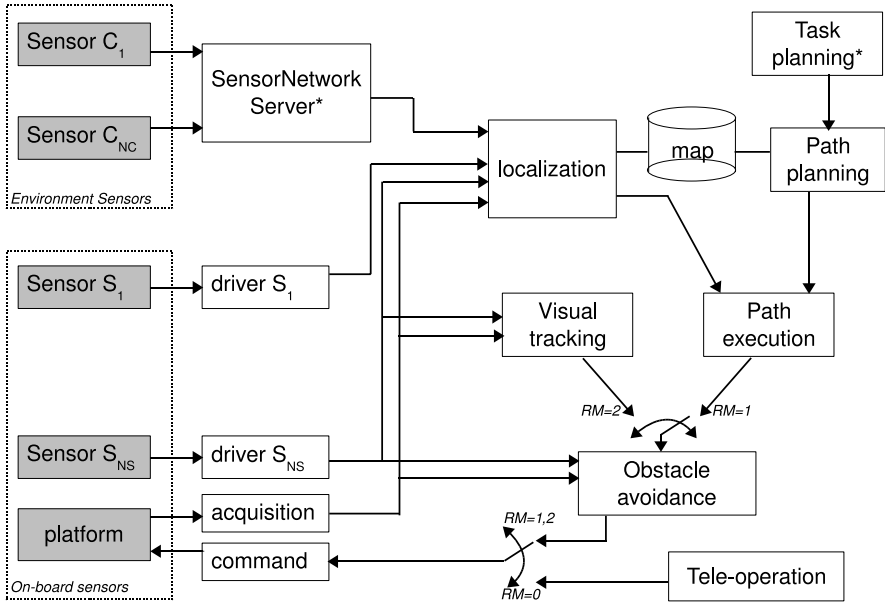 Sensor C1
Sensor CNC
Environment Sensors
SensorNetwork
Server*
Task
planning*
localization
map
Path
planning
Sensor S1
driver S1
Visual
tracking
Path
execution
RM=2
RM=1
Sensor SNS
driver SNS
Obstacle
avoidance
platform
acquisition
command
RM=1,2
RM=0
Tele-operation
On-board sensors